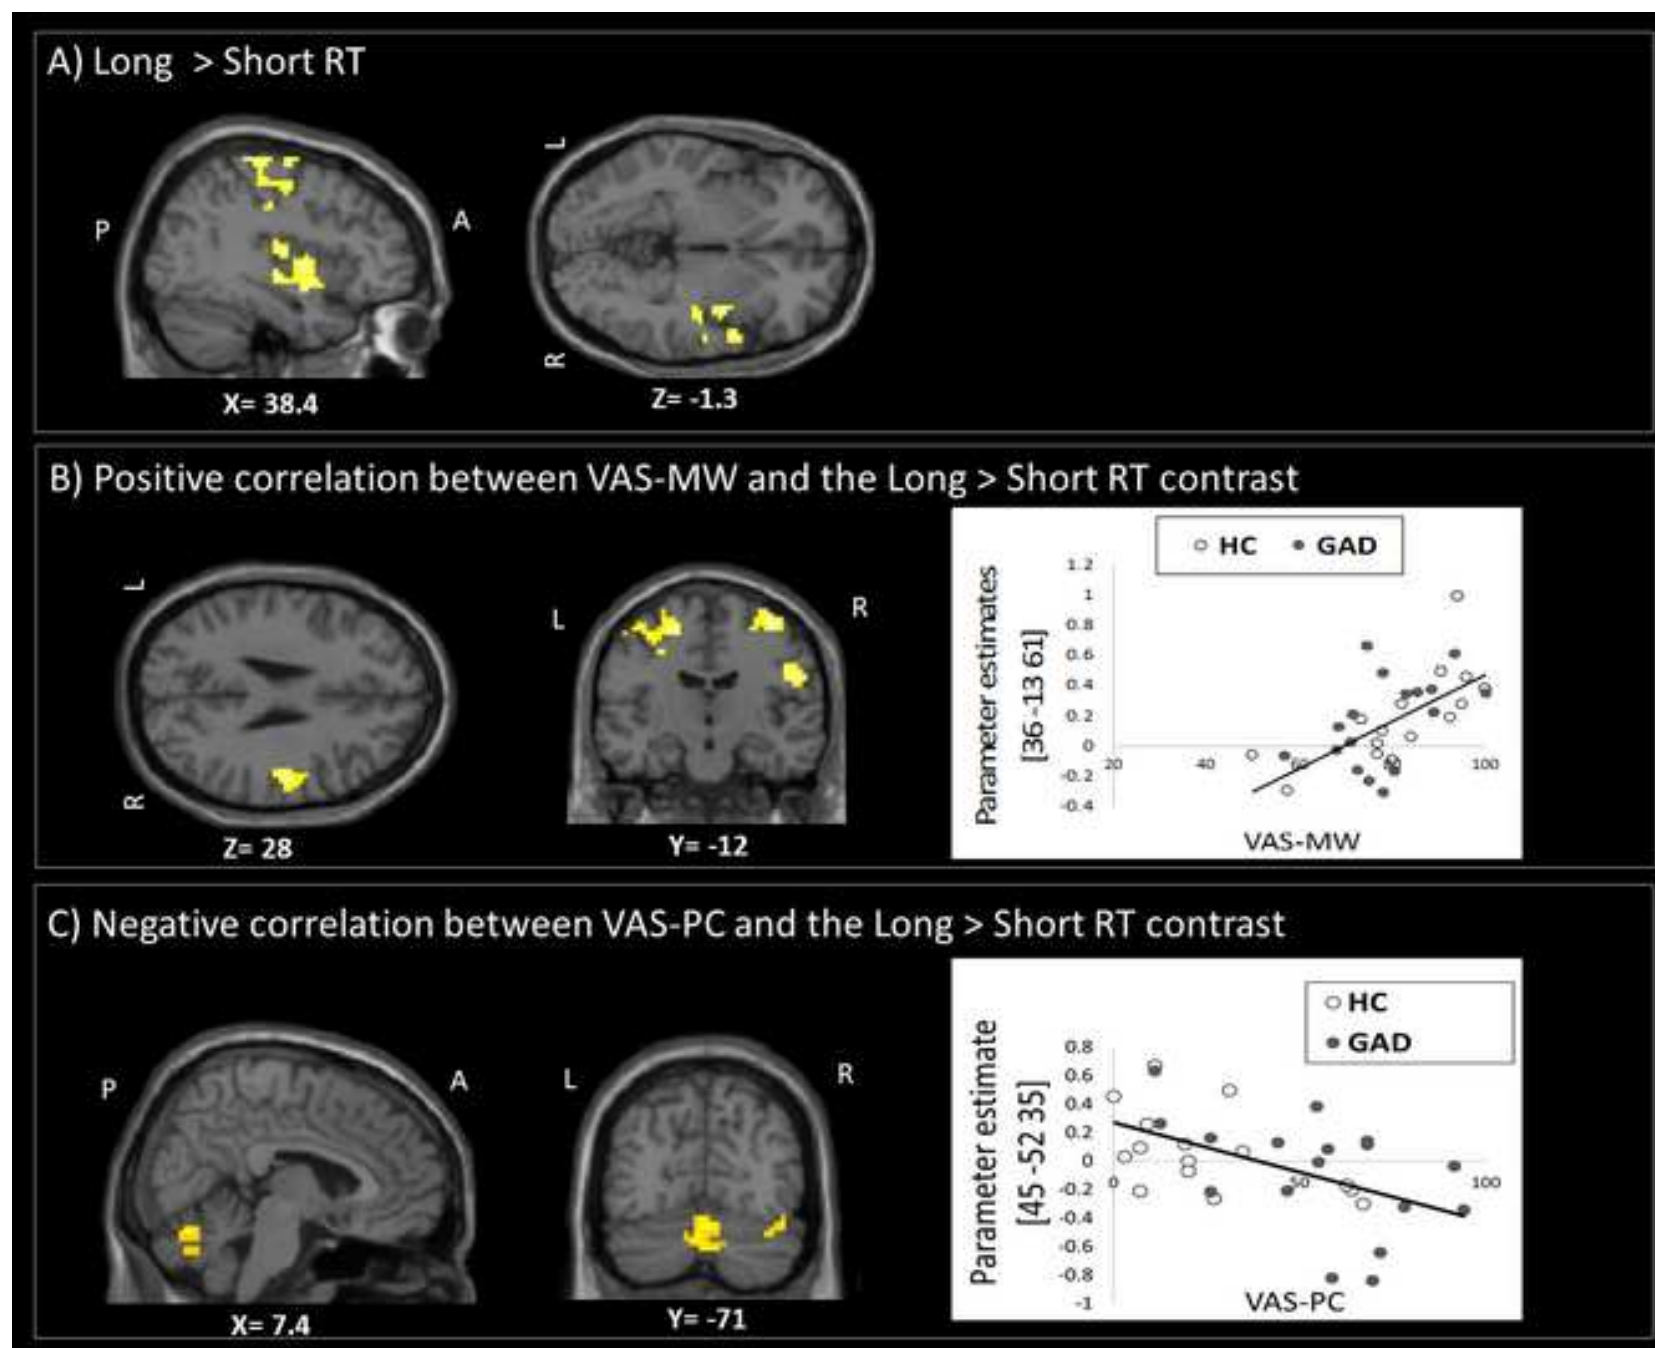 A) Long > Short RT
P
A
X= 38.4
L
R
Z= -1.3
B) Positive correlation between VAS-MW and the Long > Short RT contrast
L
R
Z= 28
L
R
Y= -12
HC GAD
Parameter estimates
[36 -13 61]
1.2
1
0.8
0.6
0.4
0.2
0
-0.2
-0.4
20 40 60 80 100
VAS-MW
C) Negative correlation between VAS-PC and the Long > Short RT contrast
P
A
X= 7.4
L
R
Y= -71
HC
GAD
Parameter estimate
[45 -52 35]
0.8
0.6
0.4
0.2
0
-0.2
-0.4
-0.6
-0.8
-1
0 50 100
VAS-PC